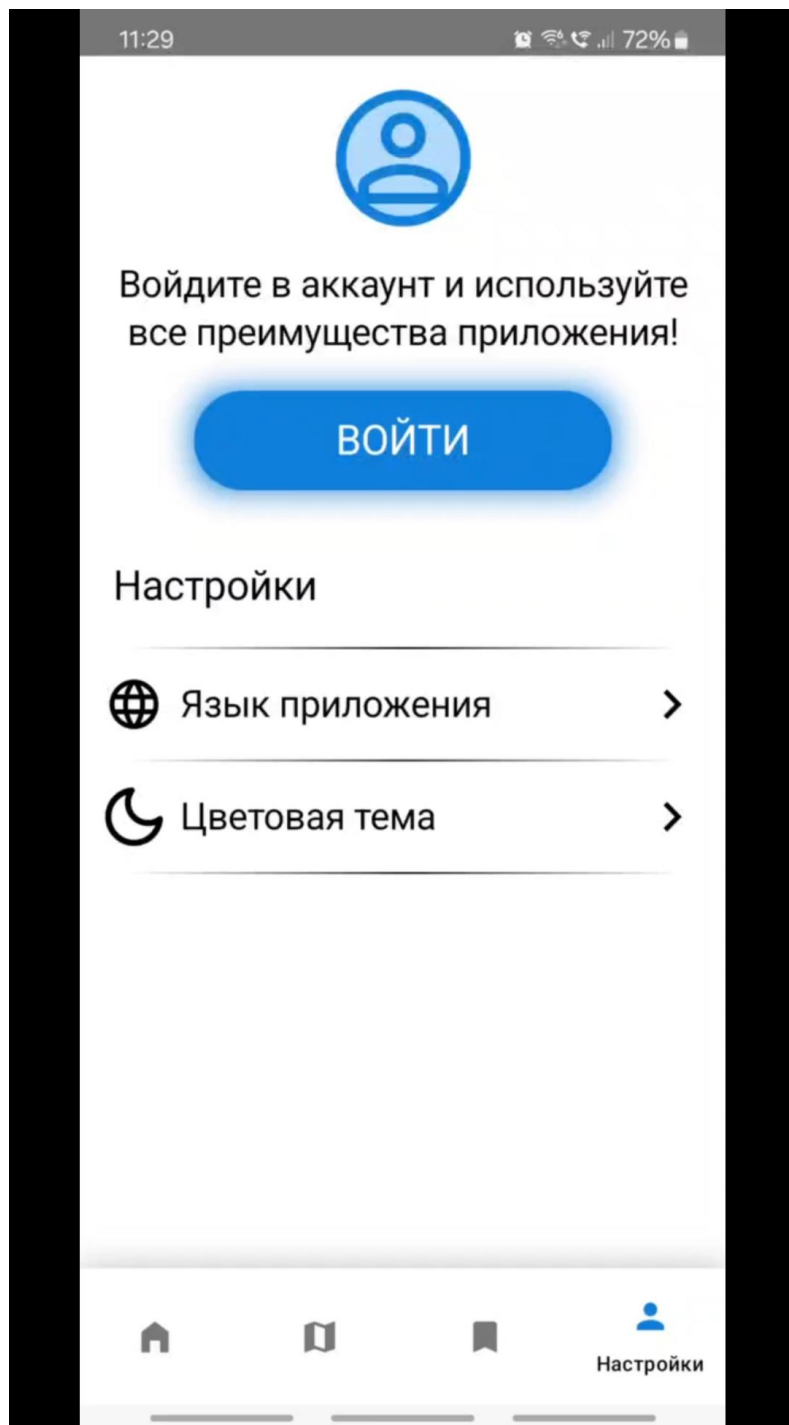 11:29
72%
Войдите в аккаунт и используйте
все преимущества приложения!
ВОЙТИ
Настройки
Язык приложения
Цветовая тема
Настройки